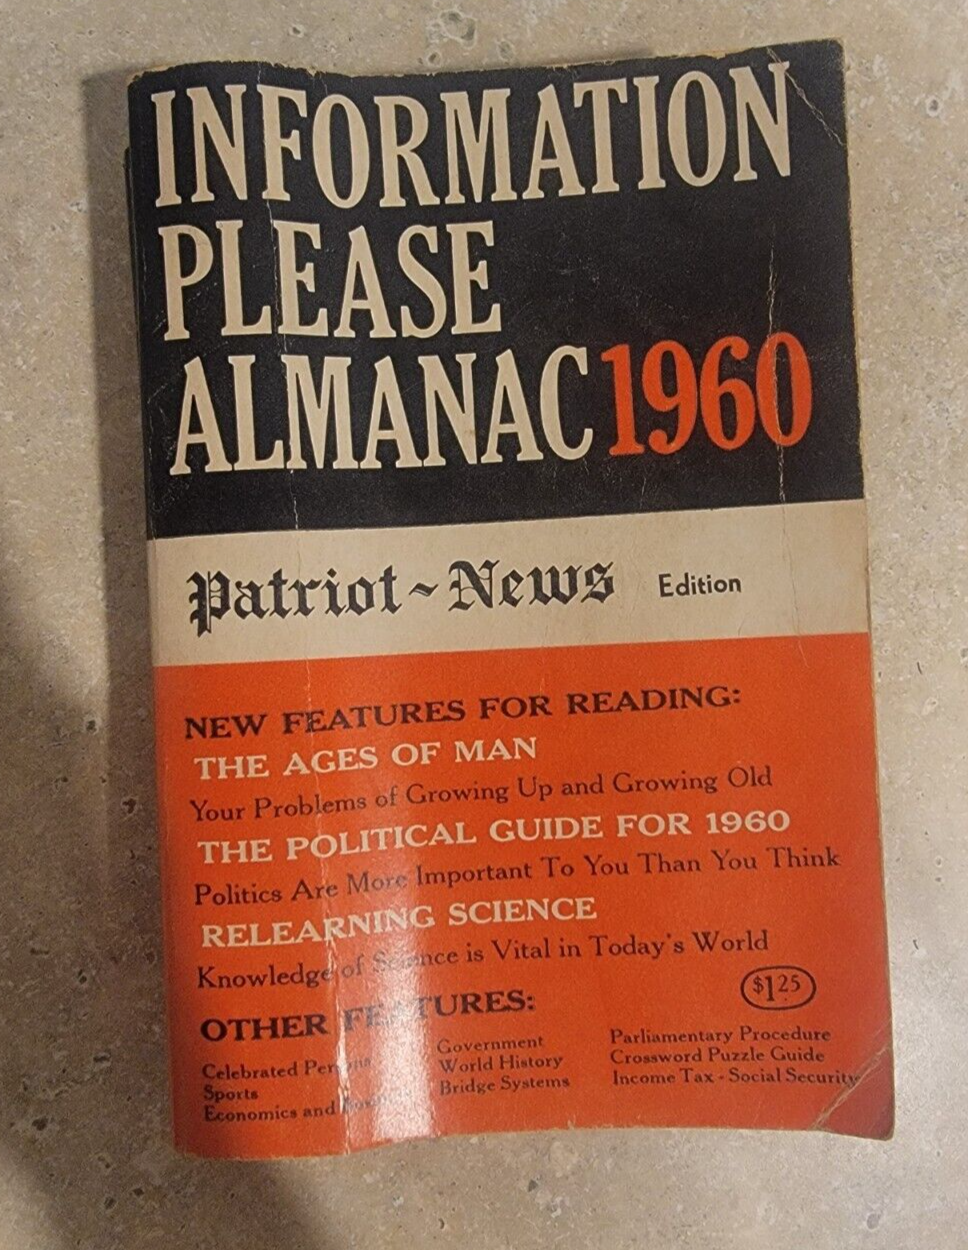 INFORMATION
PLEASE
ALMANAC 1960
Patriot~News Edition
NEW FEATURES FOR READING:
THE AGES OF MAN
Your Problems of Growing Up and Growing Old
THE POLITICAL GUIDE FOR 1960
Politics Are More Important To You Than You Think
RELEARNING SCIENCE
Knowledge of Science is Vital in Today's World
$1.25
OTHER FEATURES:
Celebrated Persons
Sports
Economics and
Government
World History
Bridge Systems
Parliamentary Procedure
Crossword Puzzle Guide
Income Tax - Social Security